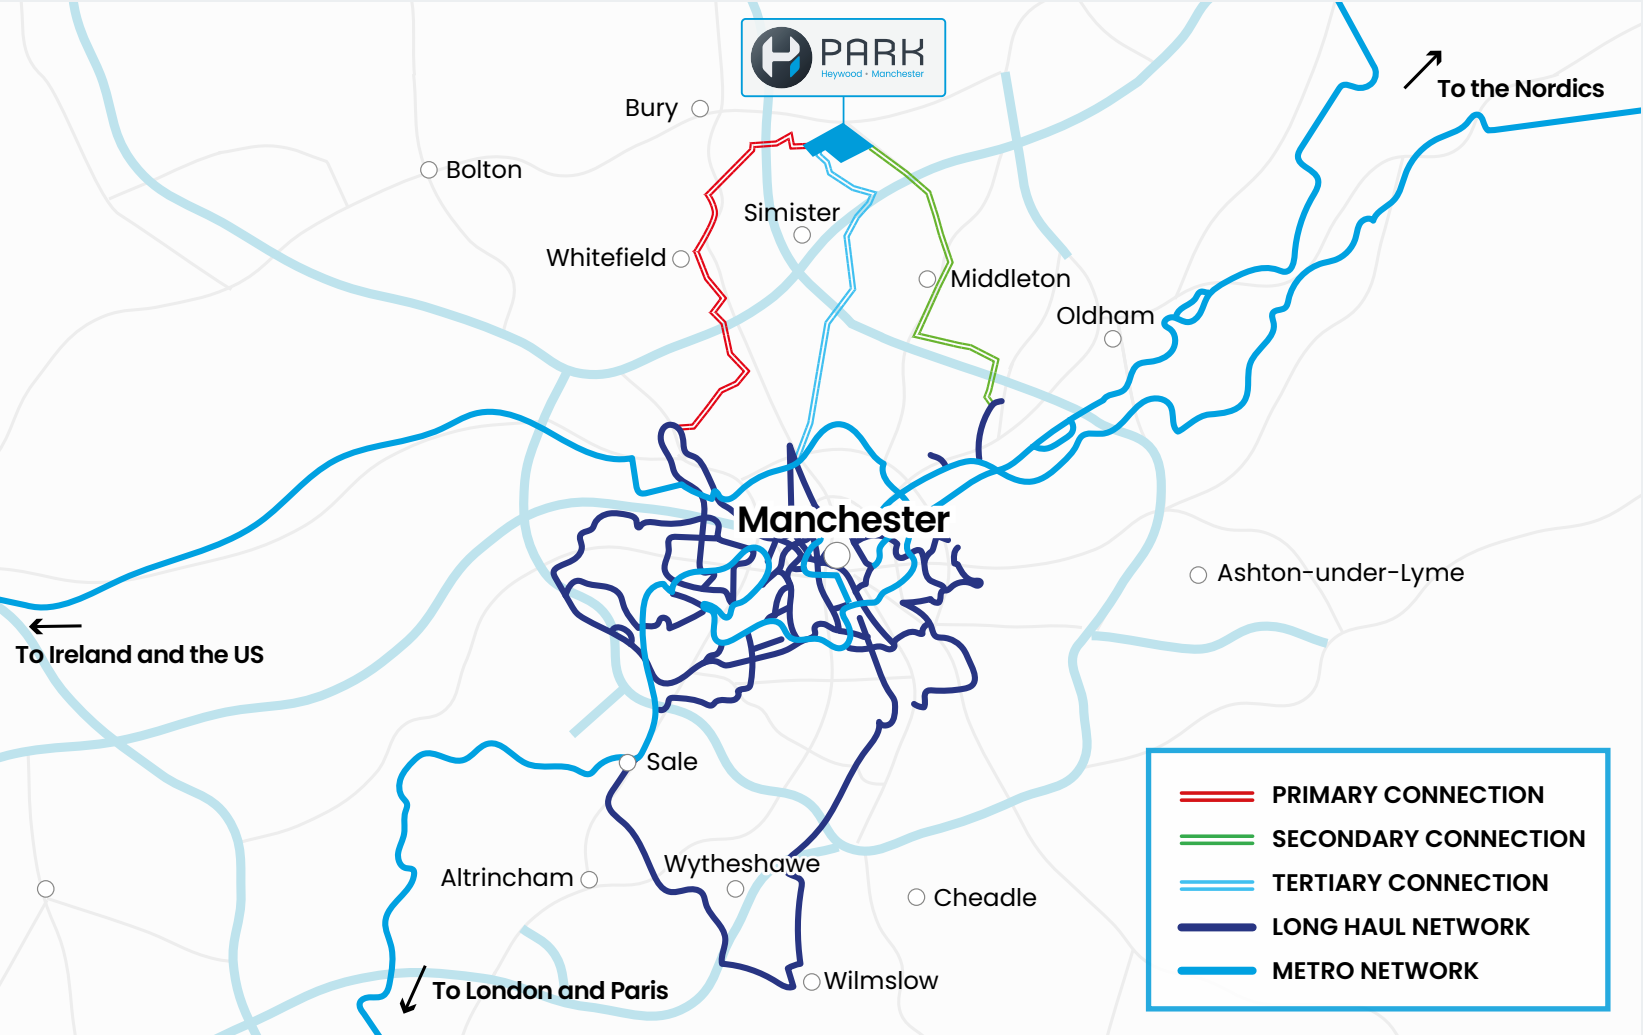 PARK
Heywood • Manchester
To the Nordics
Bury
Bolton
Simister
Whitefield
Middleton
Oldham
Manchester
Ashton-under-Lyme
To Ireland and the US
Sale
PRIMARY CONNECTION
SECONDARY CONNECTION
TERTIARY CONNECTION
LONG HAUL NETWORK
METRO NETWORK
Wytheshawe
Altrincham
Cheadle
Wilmslow
To London and Paris